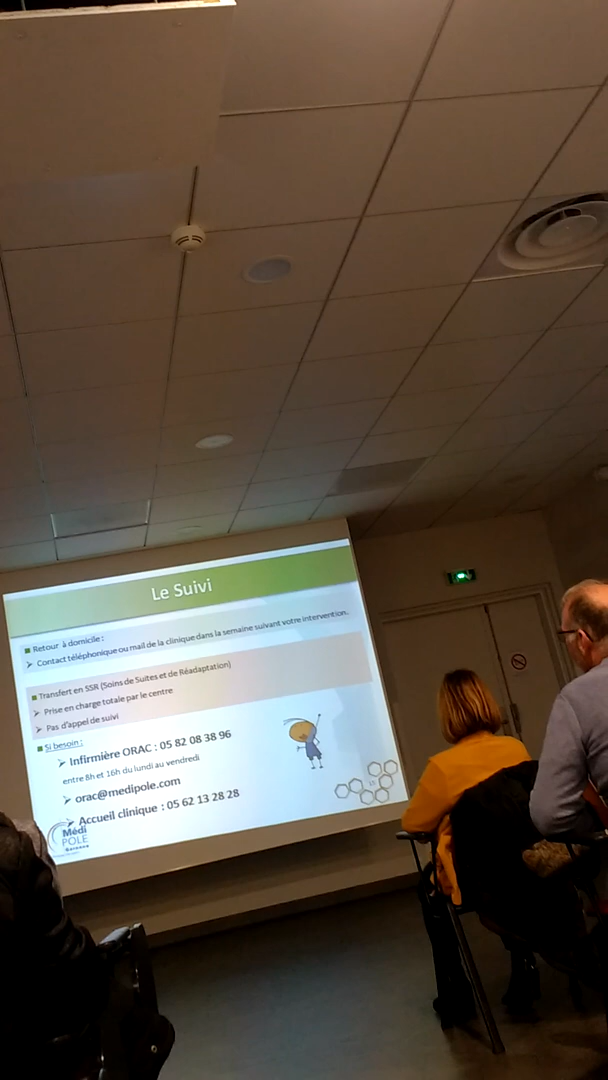 Le Suivi
Retour à domicile :
Contact téléphonique ou mail de la clinique dans la semaine suivant votre intervention.
Transfert en SSR (Soins de Suites et de Réadaptation)
Prise en charge totale par le centre
Pas d'appel de suivi
Si besoin :
Infirmière ORAC : 05 82 08 38 96
entre 8h et 16h du lundi au vendredi
orac@medipole.com
Accueil clinique : 05 62 13 28 28
Médi
PÔLE
Garonne